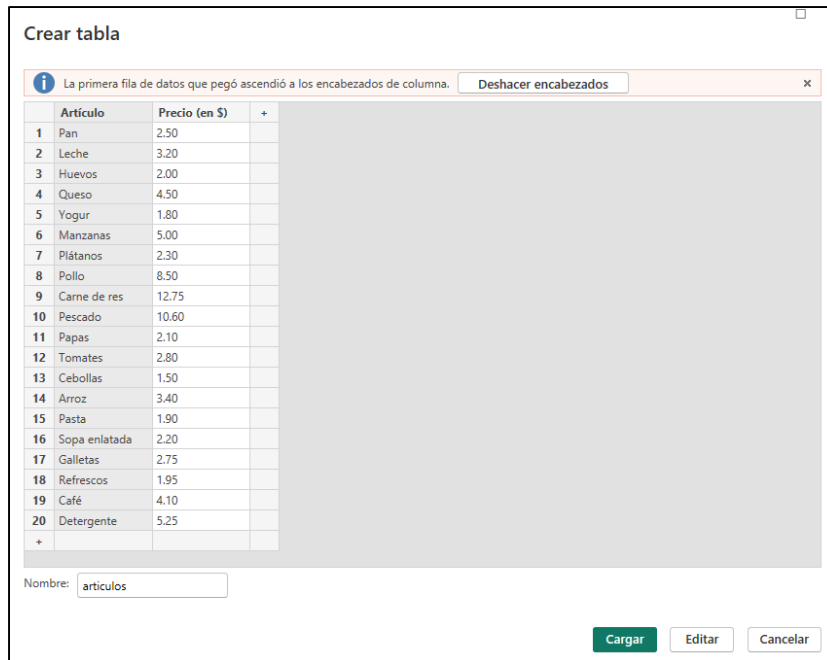 Crear tabla
La primera fila de datos que pegó ascendió a los encabezados de columna. Deshacer encabezados ×
Artículo Precio (en $) +
1 Pan 2.50
2 Leche 3.20
3 Huevos 2.00
4 Queso 4.50
5 Yogur 1.80
6 Manzanas 5.00
7 Plátanos 2.30
8 Pollo 8.50
9 Carne de res 12.75
10 Pescado 10.60
11 Papas 2.10
12 Tomates 2.80
13 Cebollas 1.50
14 Arroz 3.40
15 Pasta 1.90
16 Sopa enlatada 2.20
17 Galletas 2.75
18 Refrescos 1.95
19 Café 4.10
20 Detergente 5.25
+
Nombre: articulos
Cargar Editar Cancelar